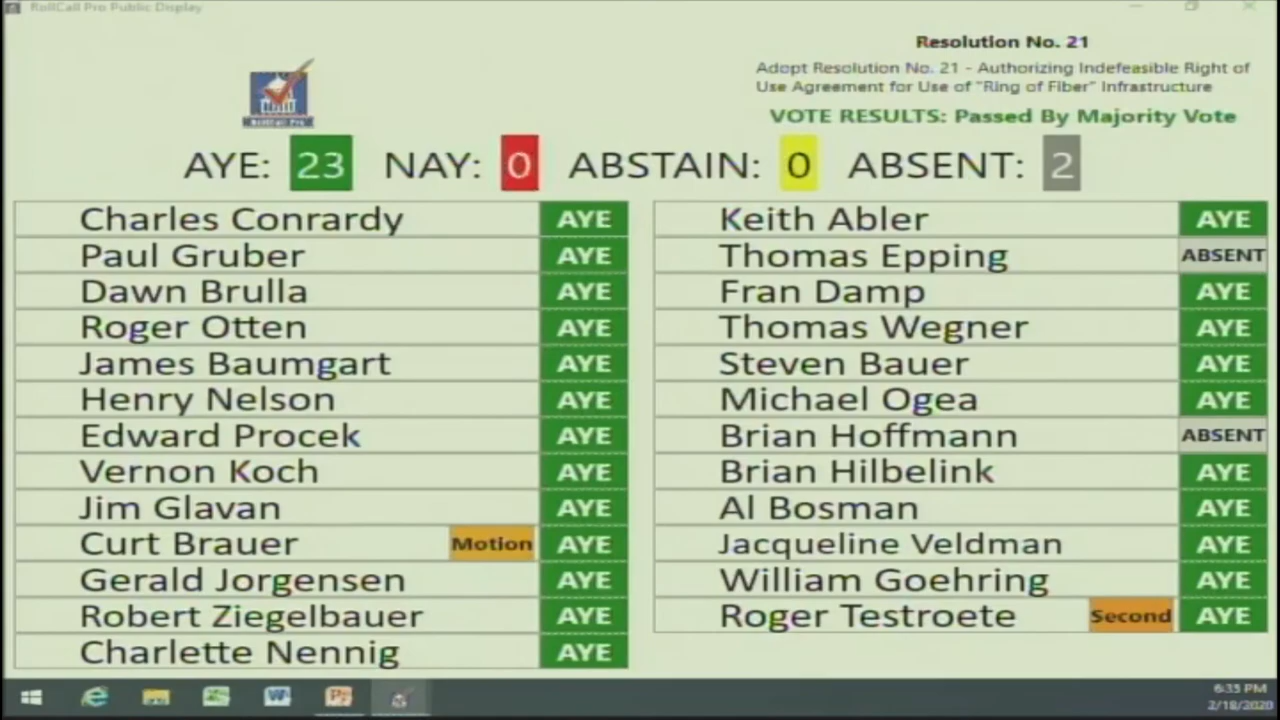 RollCall Pro Public Display
Resolution No. 21
Adopt Resolution No. 21 - Authorizing Indefeasible Right of
Use Agreement for Use of "Ring of Fiber" Infrastructure
VOTE RESULTS: Passed By Majority Vote
RollCall Pro
AYE: 23 NAY: 0 ABSTAIN: 0 ABSENT: 2
Charles Conrardy AYE
Paul Gruber AYE
Dawn Brulla AYE
Roger Otten AYE
James Baumgart AYE
Henry Nelson AYE
Edward Procek AYE
Vernon Koch AYE
Jim Glavan AYE
Curt Brauer Motion AYE
Gerald Jorgensen AYE
Robert Ziegelbauer AYE
Charlette Nennig AYE
Keith Abler AYE
Thomas Epping ABSENT
Fran Damp AYE
Thomas Wegner AYE
Steven Bauer AYE
Michael Ogea AYE
Brian Hoffmann ABSENT
Brian Hilbelink AYE
Al Bosman AYE
Jacqueline Veldman AYE
William Goehring AYE
Roger Testroete Second AYE
6:33 PM
2/18/2020